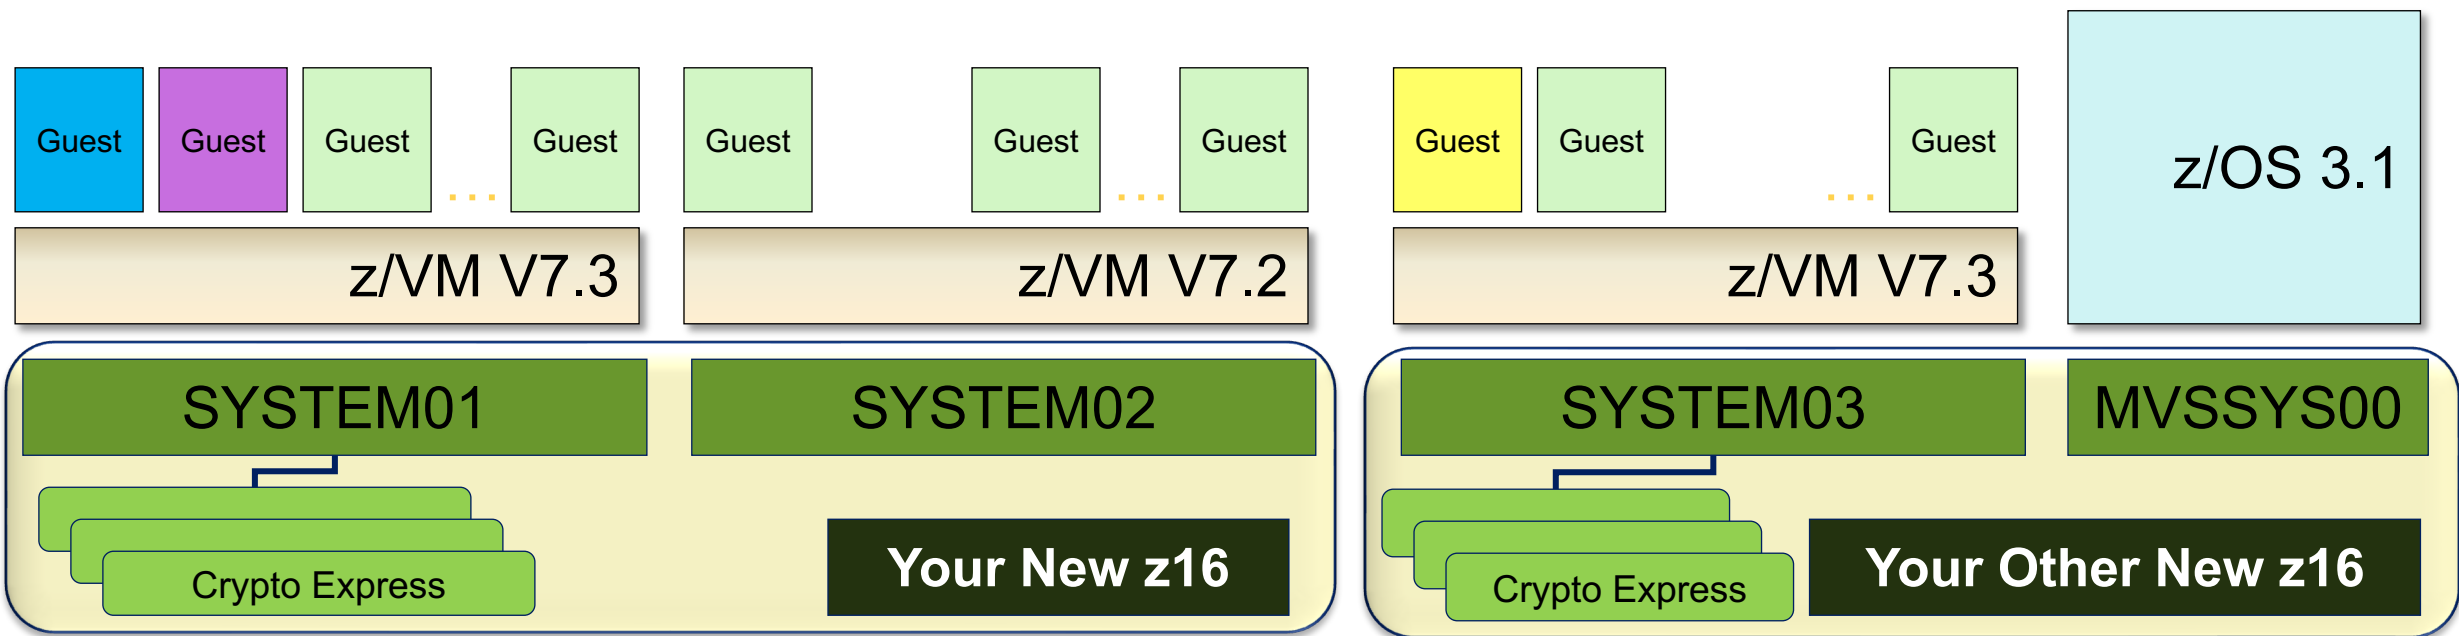 Guest Guest Guest ... Guest Guest Guest ... Guest Guest Guest ... Guest
z/OS 3.1
z/VM V7.3 z/VM V7.2 z/VM V7.3
SYSTEM01 SYSTEM02 SYSTEM03 MVSSYS00
Crypto Express Your New z16 Crypto Express Your Other New z16